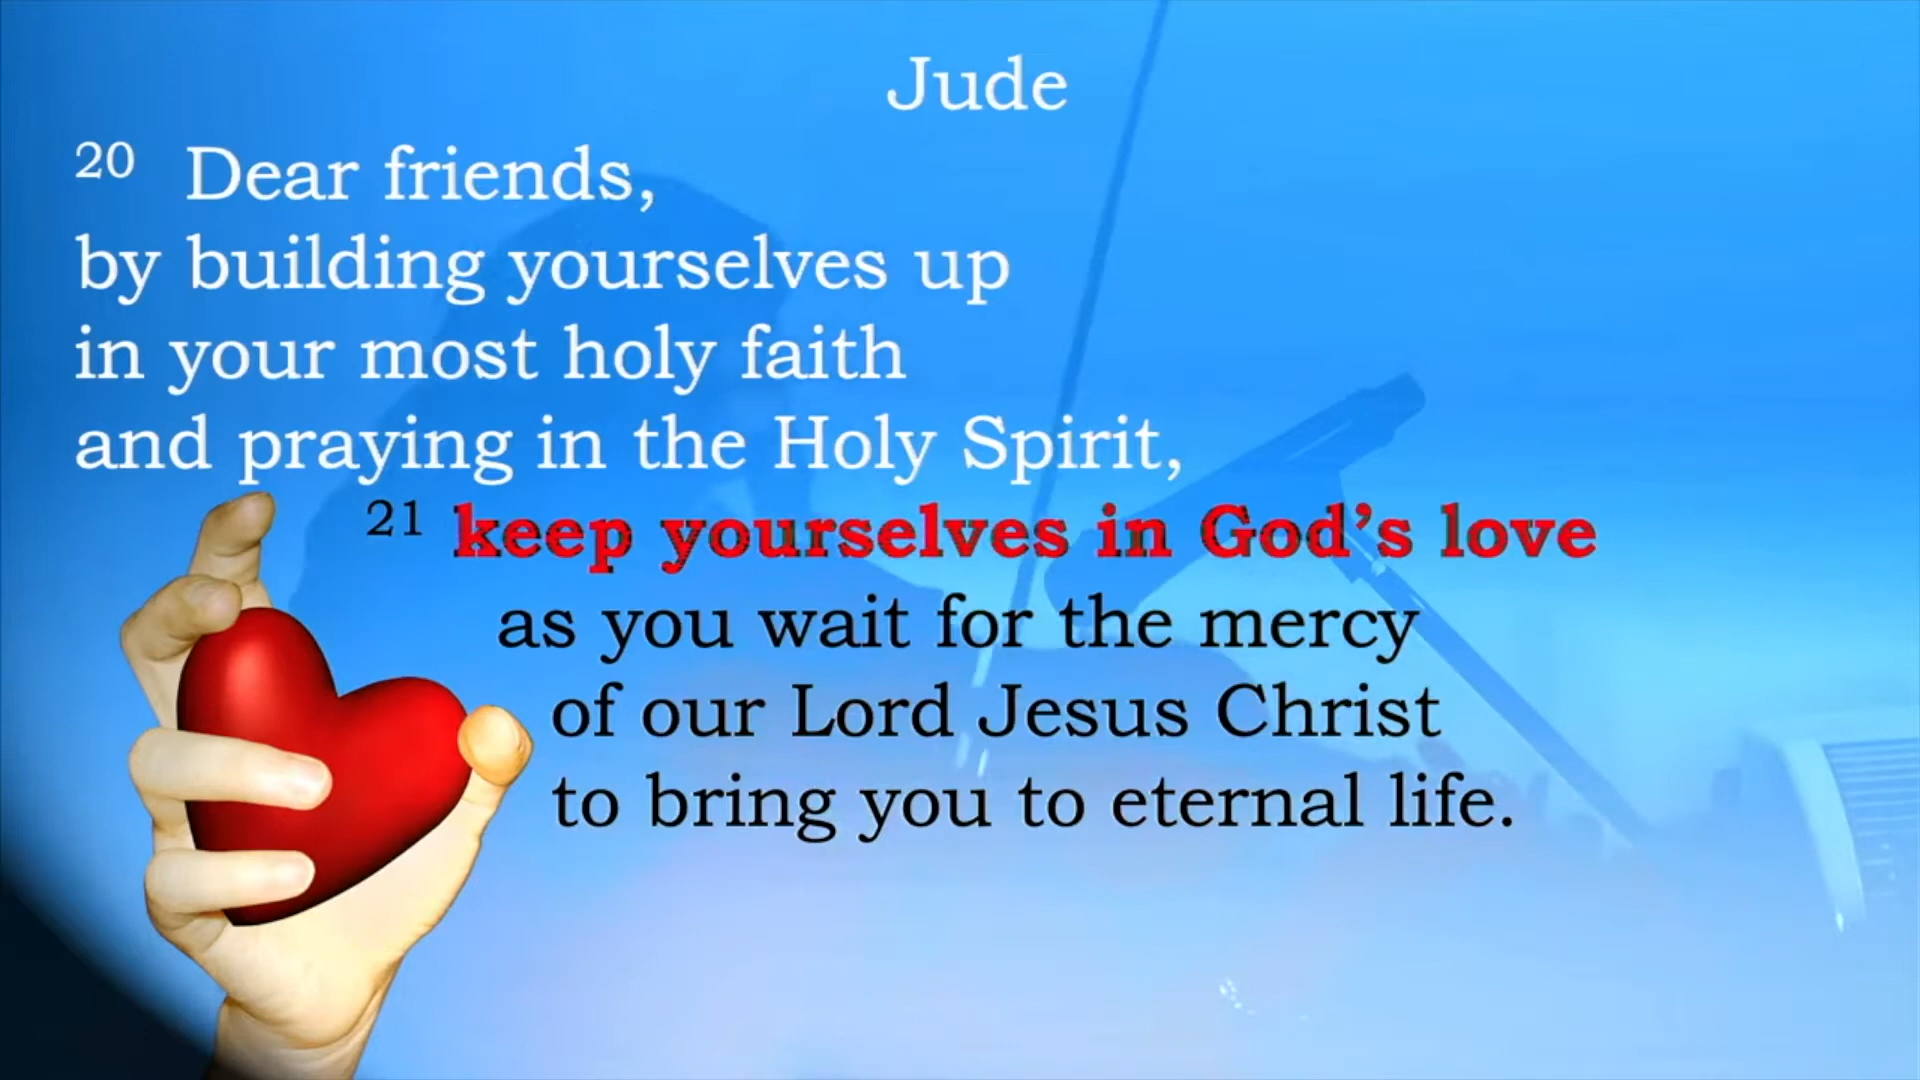 Jude
20 Dear friends,
by building yourselves up
in your most holy faith
and praying in the Holy Spirit,
21 keep yourselves in God’s love
as you wait for the mercy
of our Lord Jesus Christ
to bring you to eternal life.